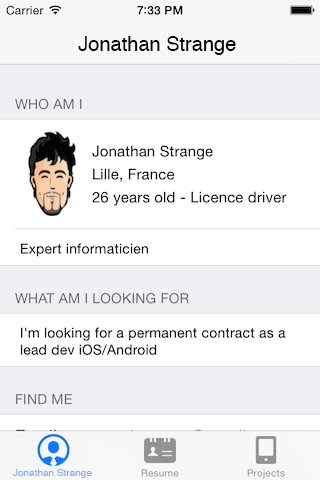 Carrier 7:33 PM
Jonathan Strange
WHO AM I
Jonathan Strange
Lille, France
26 years old - Licence driver
Expert informaticien
WHAT AM I LOOKING FOR
I'm looking for a permanent contract as a
lead dev iOS/Android
FIND ME
Jonathan Strange Resume Projects